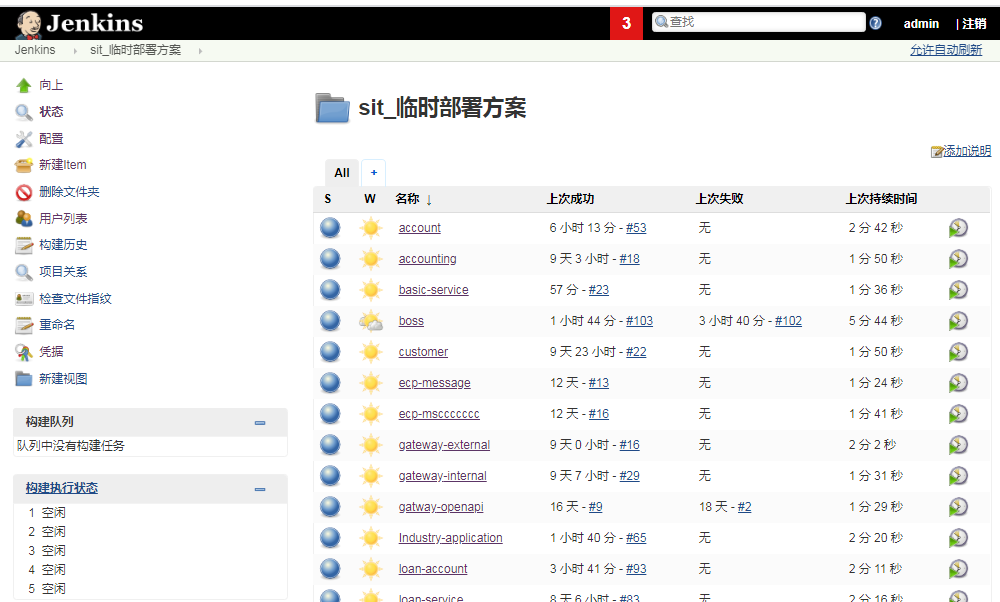 Jenkins 3 查找 admin | 注销
Jenkins sit_临时部署方案 允许自动刷新
向上
状态
配置
新建Item
删除文件夹
用户列表
构建历史
项目关系
检查文件指纹
重命名
凭据
新建视图
构建队列
队列中没有构建任务
构建执行状态
1 空闲
2 空闲
3 空闲
4 空闲
5 空闲
sit_临时部署方案
添加说明
All +
S W 名称 ↓ 上次成功 上次失败 上次持续时间
account 6 小时 13 分 - #53 无 2 分 42 秒
accounting 9 天 3 小时 - #18 无 1 分 50 秒
basic-service 57 分 - #23 无 1 分 36 秒
boss 1 小时 44 分 - #103 3 小时 40 分 - #102 5 分 44 秒
customer 9 天 23 小时 - #22 无 1 分 50 秒
ecp-message 12 天 - #13 无 1 分 24 秒
ecp-msccccccc 12 天 - #16 无 1 分 41 秒
gateway-external 9 天 0 小时 - #16 无 2 分 2 秒
gateway-internal 9 天 7 小时 - #29 无 1 分 31 秒
gatway-openapi 16 天 - #9 18 天 - #2 1 分 29 秒
Industry-application 1 小时 40 分 - #65 无 2 分 20 秒
loan-account 3 小时 41 分 - #93 无 2 分 11 秒
loan-service 8 天 6 小时 - #83 无 2 分 16 秒